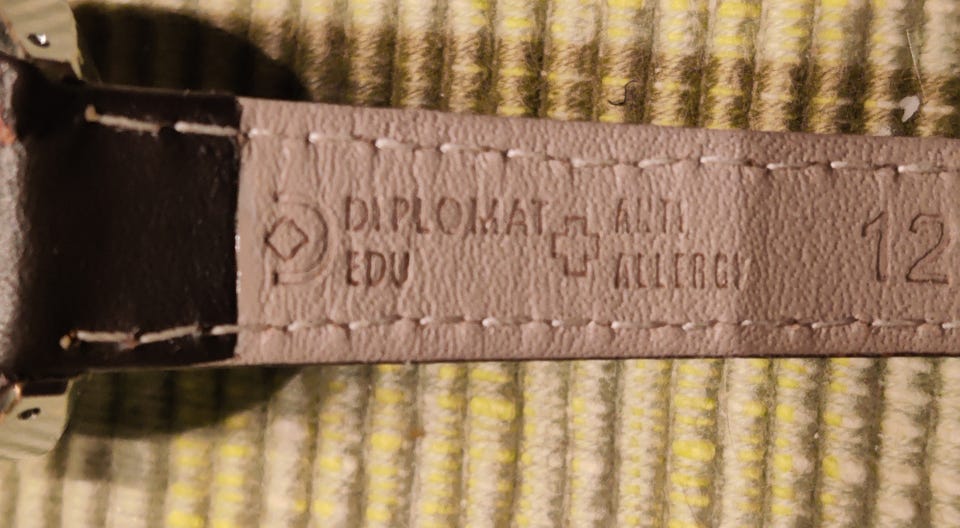 DIPLOMAT
EDU
ANTI
ALLERGY
12